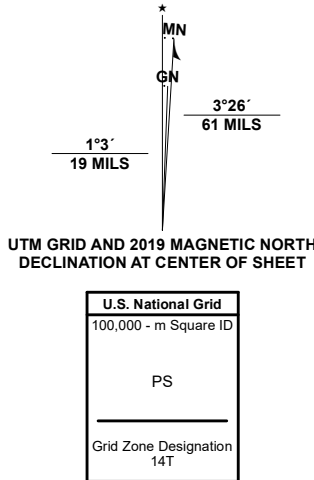 ★
MN
GN
3°26´
61 MILS
1°3´
19 MILS
UTM GRID AND 2019 MAGNETIC NORTH
DECLINATION AT CENTER OF SHEET
U.S. National Grid
100,000 - m Square ID
PS
Grid Zone Designation
14T